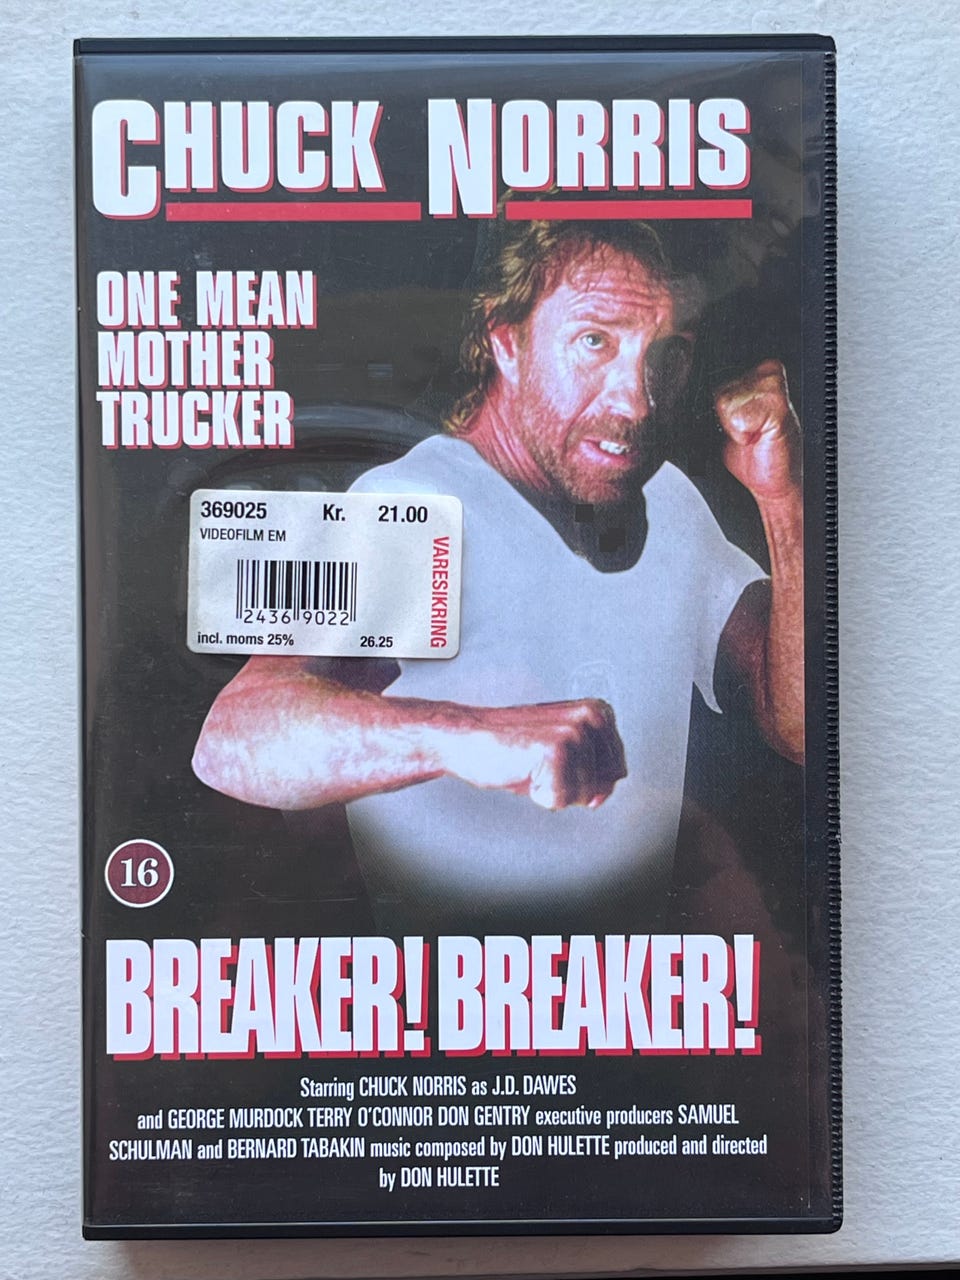 CHUCK NORRIS
ONE MEAN
MOTHER
TRUCKER
369025 Kr. 21.00
VIDEOFILM EM
2436 9022
incl. moms 25% 26.25
VARESIKRING
16
BREAKER! BREAKER!
Starring CHUCK NORRIS as J.D. DAWES
and GEORGE MURDOCK TERRY O'CONNOR DON GENTRY executive producers SAMUEL
SCHULMAN and BERNARD TABAKIN music composed by DON HULETTE produced and directed
by DON HULETTE